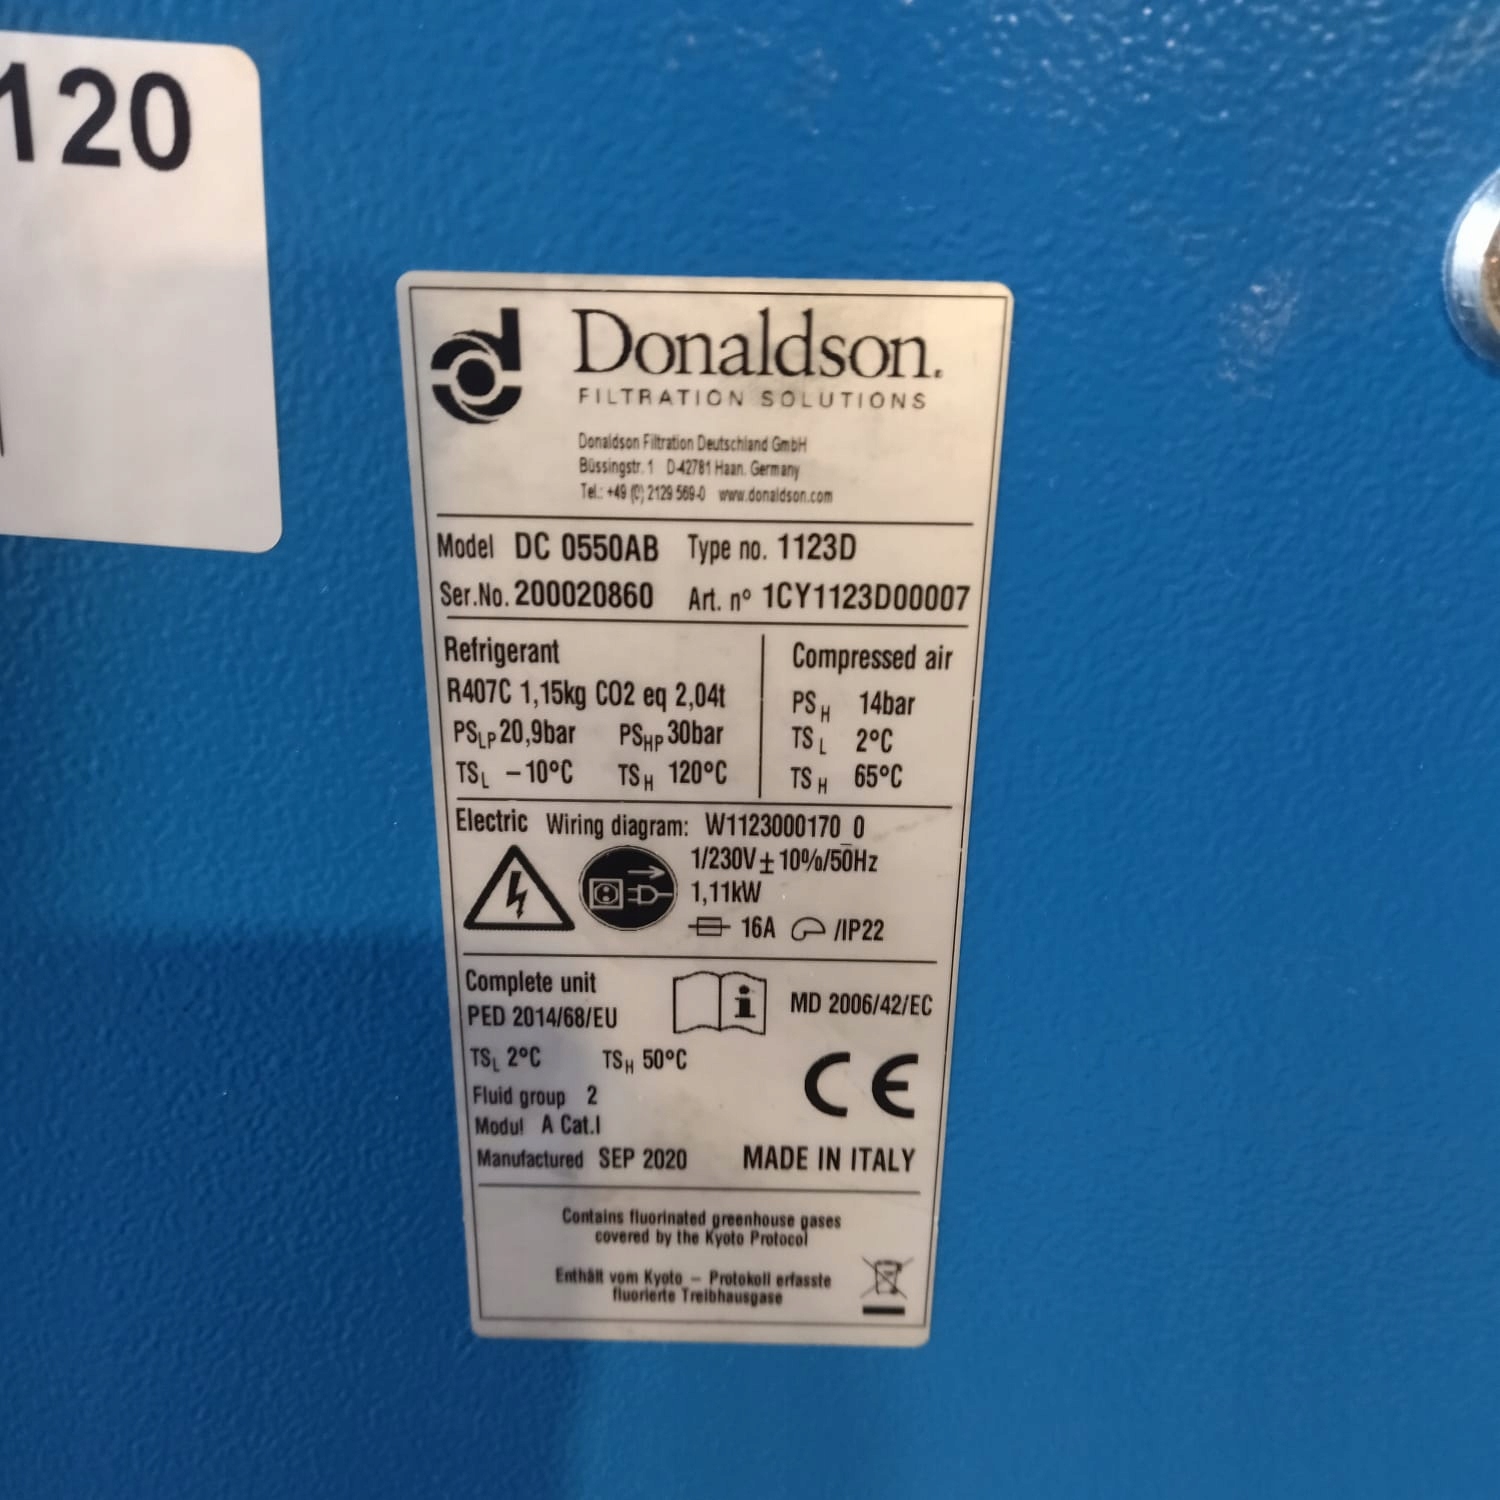 120
Donaldson.
FILTRATION SOLUTIONS
Donaldson Filtration Deutschland GmbH
Büssingstr. 1 D-42781 Haan. Germany
Tel.: +49 (0) 2129 569-0 www.donaldson.com
Model DC 0550AB Type no. 1123D
Ser.No. 200020860 Art. nº 1CY1123D00007
Refrigerant
R407C 1,15kg CO2 eq 2,04t
PSLP 20,9bar PSHP 30bar
TSL −10°C TSH 120°C
Compressed air
PSH 14bar
TSL 2°C
TSH 65°C
Electric Wiring diagram: W1123000170_0
1/230V±10%/50Hz
1,11kW
16A /IP22
Complete unit
PED 2014/68/EU
MD 2006/42/EC
TSL 2°C TSH 50°C
CE
Fluid group 2
Modul A Cat.I
Manufactured SEP 2020 MADE IN ITALY
Contains fluorinated greenhouse gases
covered by the Kyoto Protocol
Enthält vom Kyoto – Protokoll erfasste
fluorierte Treibhausgase